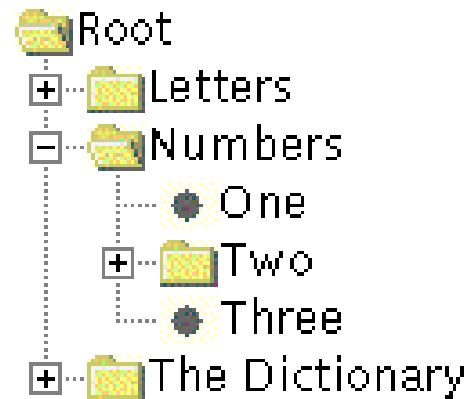 Root
Letters
Numbers
One
Two
Three
The Dictionary